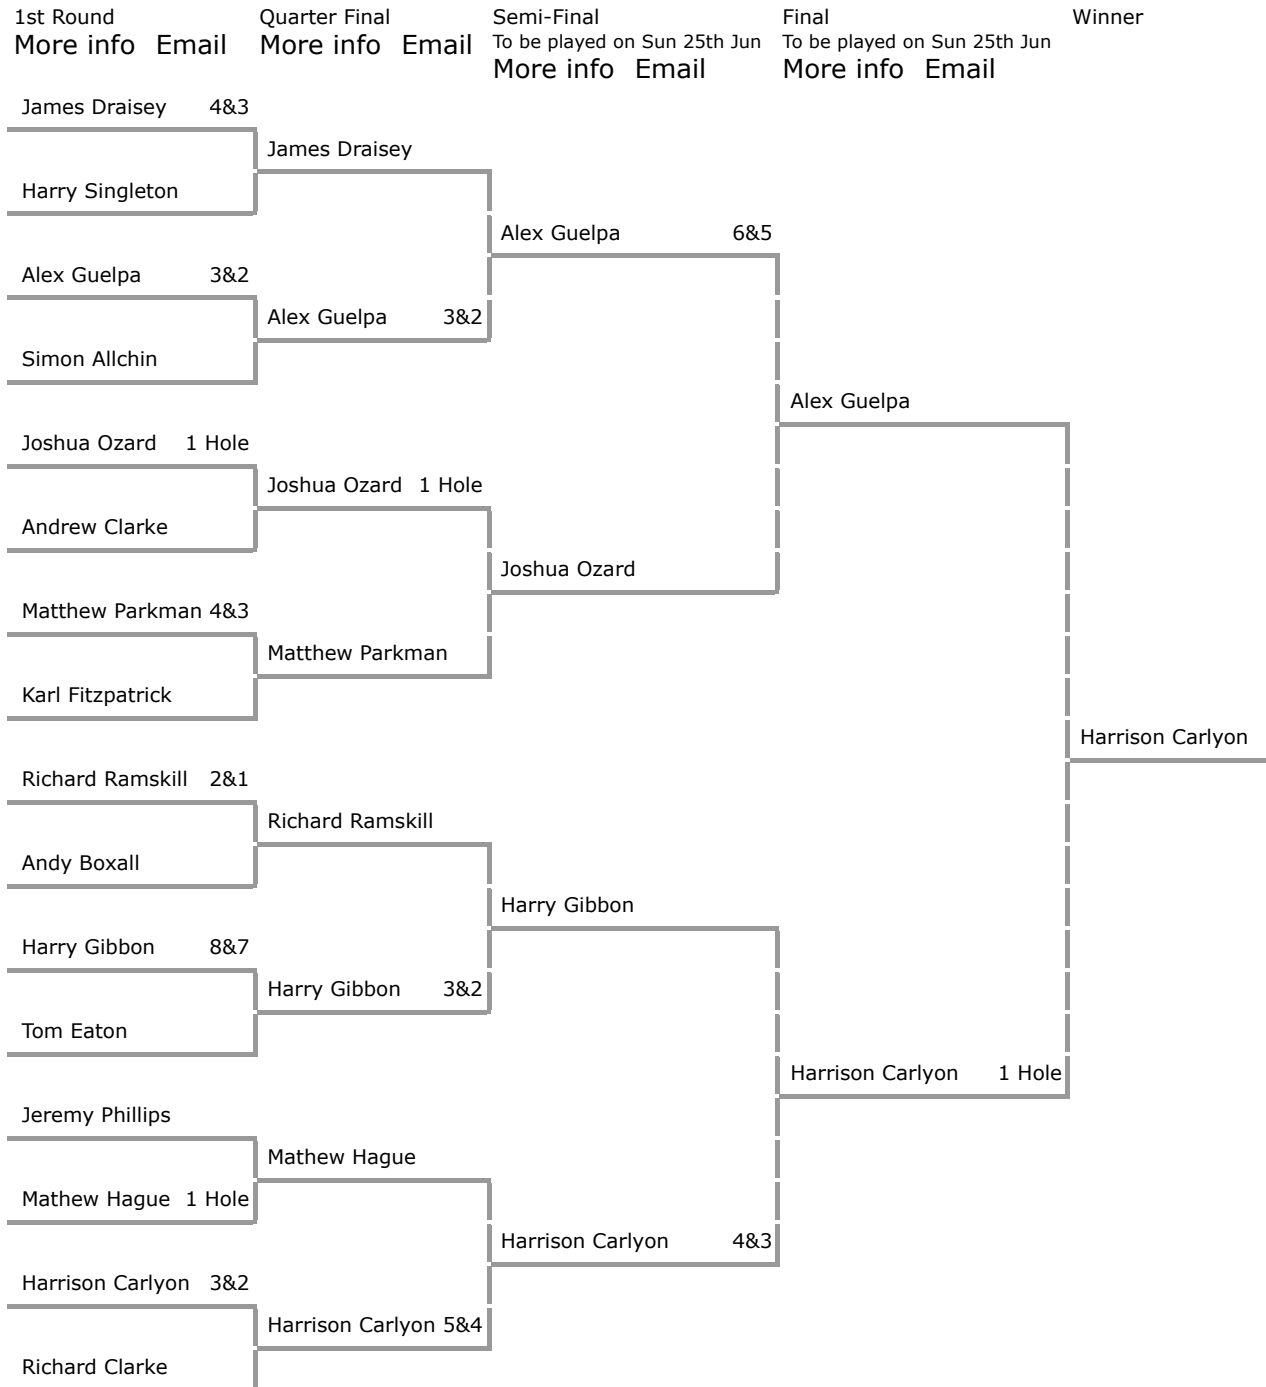 1st Round Quarter Final Semi-Final Final Winner
To be played on Sun 25th Jun To be played on Sun 25th Jun
More info Email More info Email
More info Email More info Email
James Draisey 4&3
James Draisey
Harry Singleton
Alex Guelpa 6&5
Alex Guelpa 3&2
Alex Guelpa 3&2
Simon Allchin
Alex Guelpa
Joshua Ozard 1 Hole
Joshua Ozard 1 Hole
Andrew Clarke
Joshua Ozard
Matthew Parkman 4&3
Matthew Parkman
Karl Fitzpatrick
Harrison Carlyon
Richard Ramskill 2&1
Richard Ramskill
Andy Boxall
Harry Gibbon
Harry Gibbon 8&7
Harry Gibbon 3&2
Tom Eaton
Harrison Carlyon 1 Hole
Jeremy Phillips
Mathew Hague
Mathew Hague 1 Hole
Harrison Carlyon 4&3
Harrison Carlyon 3&2
Harrison Carlyon 5&4
Richard Clarke